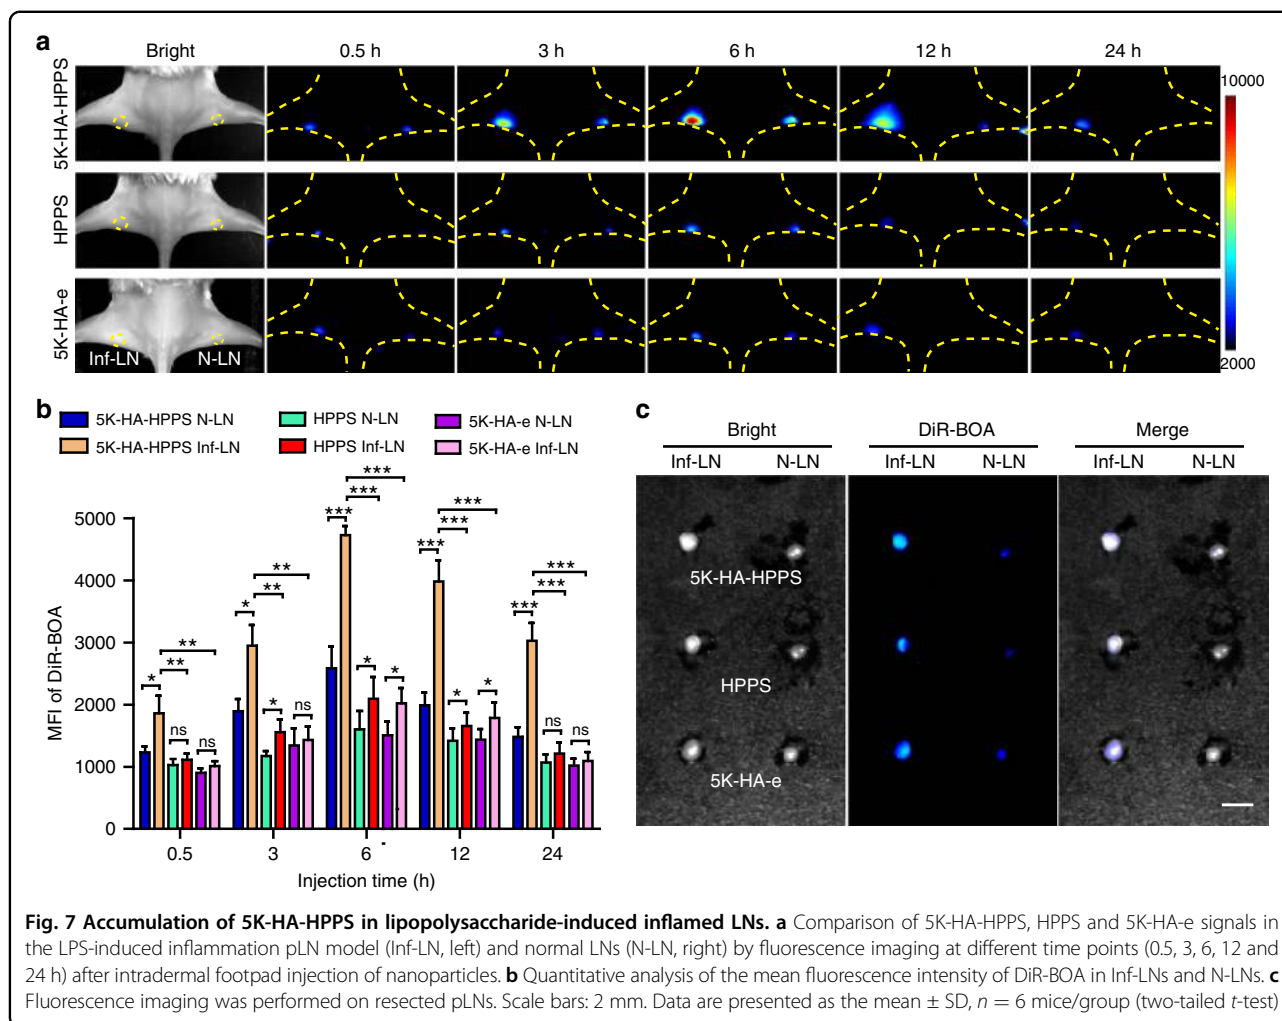 a
Bright 0.5 h 3 h 6 h 12 h 24 h
5K-HA-HPPS
HPPS
5K-HA-e
Inf-LN N-LN
10000
2000
b
5K-HA-HPPS N-LN HPPS N-LN 5K-HA-e N-LN
5K-HA-HPPS Inf-LN HPPS Inf-LN 5K-HA-e Inf-LN
MFI of DiR-BOA
5000
4000
3000
2000
1000
0
* ** ** ns ns
* ** ** * ns
*** *** *** * *
*** *** *** * *
*** *** *** ns ns
0.5 3 6 12 24
Injection time (h)
c
Bright DiR-BOA Merge
Inf-LN N-LN Inf-LN N-LN Inf-LN N-LN
5K-HA-HPPS
HPPS
5K-HA-e
Fig. 7 Accumulation of 5K-HA-HPPS in lipopolysaccharide-induced inflamed LNs. a Comparison of 5K-HA-HPPS, HPPS and 5K-HA-e signals in
the LPS-induced inflammation pLN model (Inf-LN, left) and normal LNs (N-LN, right) by fluorescence imaging at different time points (0.5, 3, 6, 12 and
24 h) after intradermal footpad injection of nanoparticles. b Quantitative analysis of the mean fluorescence intensity of DiR-BOA in Inf-LNs and N-LNs. c
Fluorescence imaging was performed on resected pLNs. Scale bars: 2 mm. Data are presented as the mean ± SD, n = 6 mice/group (two-tailed t-test)